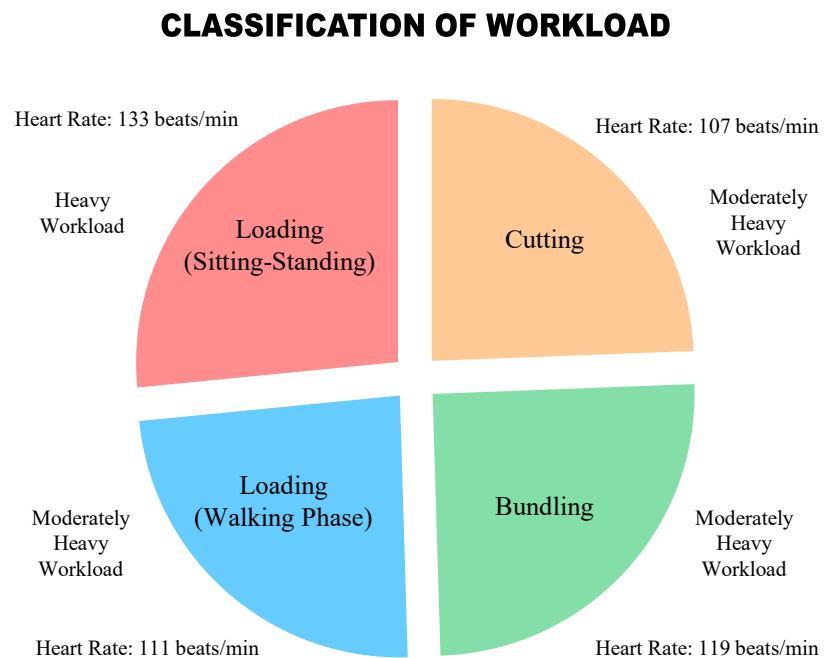 CLASSIFICATION OF WORKLOAD
Heart Rate: 133 beats/min
Heart Rate: 107 beats/min
Heavy
Workload
Loading
(Sitting-Standing)
Cutting
Moderately
Heavy
Workload
Loading
(Walking Phase)
Bundling
Moderately
Heavy
Workload
Moderately
Heavy
Workload
Heart Rate: 111 beats/min
Heart Rate: 119 beats/min